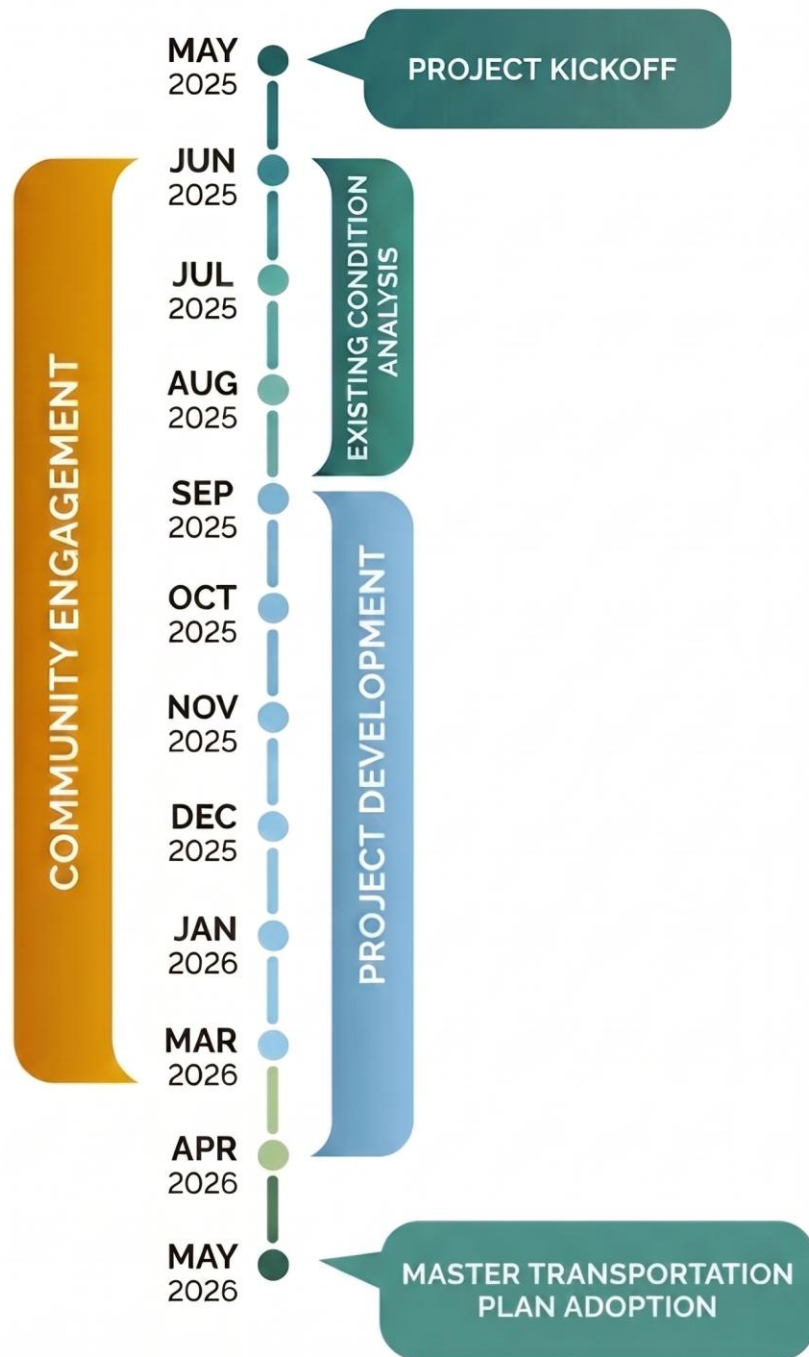 MAY
2025
PROJECT KICKOFF
JUN
2025
JUL
2025
AUG
2025
EXISTING CONDITION
ANALYSIS
COMMUNITY ENGAGEMENT
SEP
2025
OCT
2025
NOV
2025
DEC
2025
JAN
2026
MAR
2026
APR
2026
PROJECT DEVELOPMENT
MAY
2026
MASTER TRANSPORTATION
PLAN ADOPTION